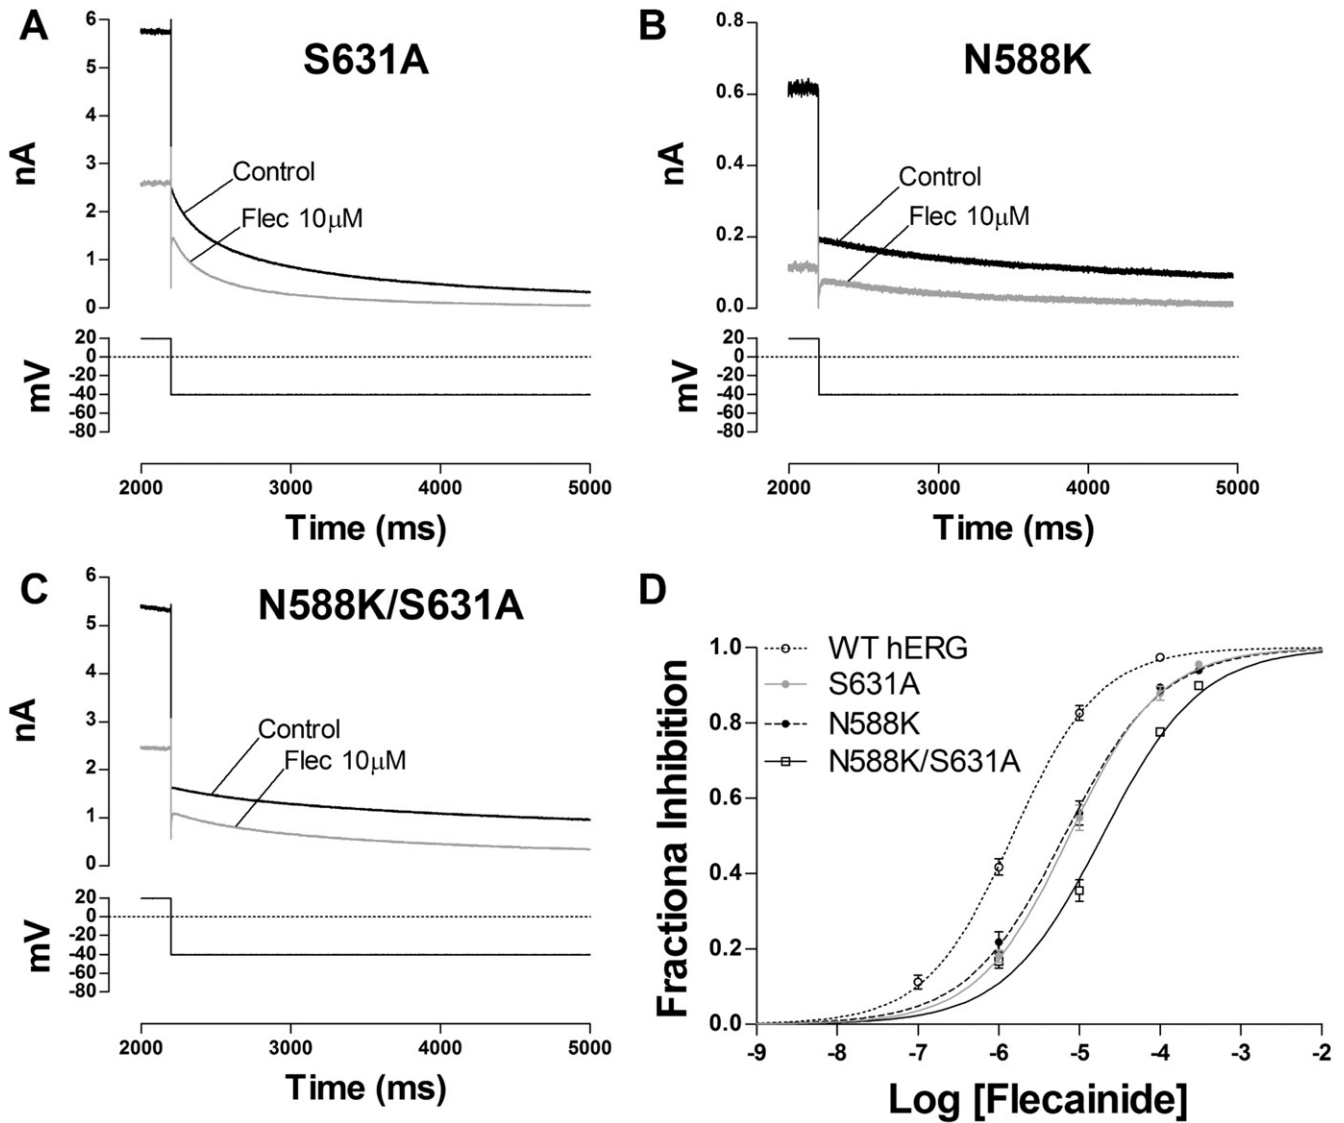 A
S631A
6
5
4
3
2
1
0
nA
Control
Flec 10μM
20
0
-20
-40
-60
-80
mV
2000
3000
4000
5000
Time (ms)
B
N588K
0.8
0.6
0.4
0.2
0.0
nA
Control
Flec 10μM
20
0
-20
-40
-60
-80
mV
2000
3000
4000
5000
Time (ms)
C
N588K/S631A
6
5
4
3
2
1
0
nA
Control
Flec 10μM
20
0
-20
-40
-60
-80
mV
2000
3000
4000
5000
Time (ms)
D
WT hERG
S631A
N588K
N588K/S631A
1.0
0.8
0.6
0.4
0.2
0.0
Fractiona Inhibition
-9
-8
-7
-6
-5
-4
-3
-2
Log [Flecainide]